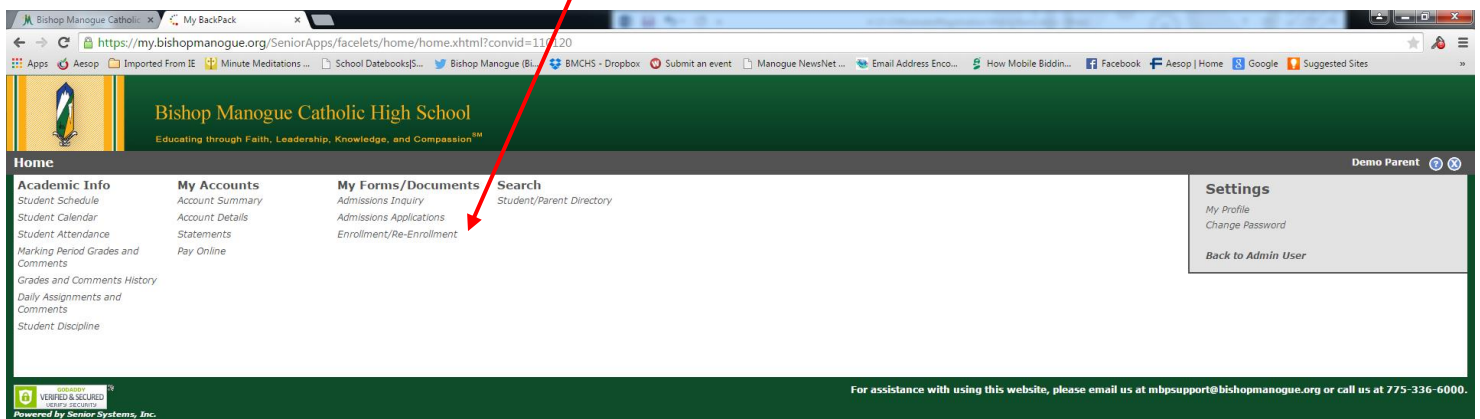 Bishop Manogue Catholic
My BackPack
https://my.bishopmanogue.org/SeniorApps/facelets/home/home.xhtml?convid=110120
Apps Aesop Imported From IE Minute Meditations ... School Datebooks|S... Bishop Manogue (Bi... BMCHS - Dropbox Submit an event Manogue NewsNet ... Email Address Enco... How Mobile Biddin... Facebook Aesop | Home Google Suggested Sites »
Bishop Manogue Catholic High School
Educating through Faith, Leadership, Knowledge, and Compassion SM
Home
Demo Parent
Academic Info
Student Schedule
Student Calendar
Student Attendance
Marking Period Grades and
Comments
Grades and Comments History
Daily Assignments and
Comments
Student Discipline
My Accounts
Account Summary
Account Details
Statements
Pay Online
My Forms/Documents
Admissions Inquiry
Admissions Applications
Enrollment/Re-Enrollment
Search
Student/Parent Directory
Settings
My Profile
Change Password
Back to Admin User
GODADDY
VERIFIED & SECURED
VERIFY SECURITY
Powered by Senior Systems, Inc.
For assistance with using this website, please email us at mbpsupport@bishopmanogue.org or call us at 775-336-6000.